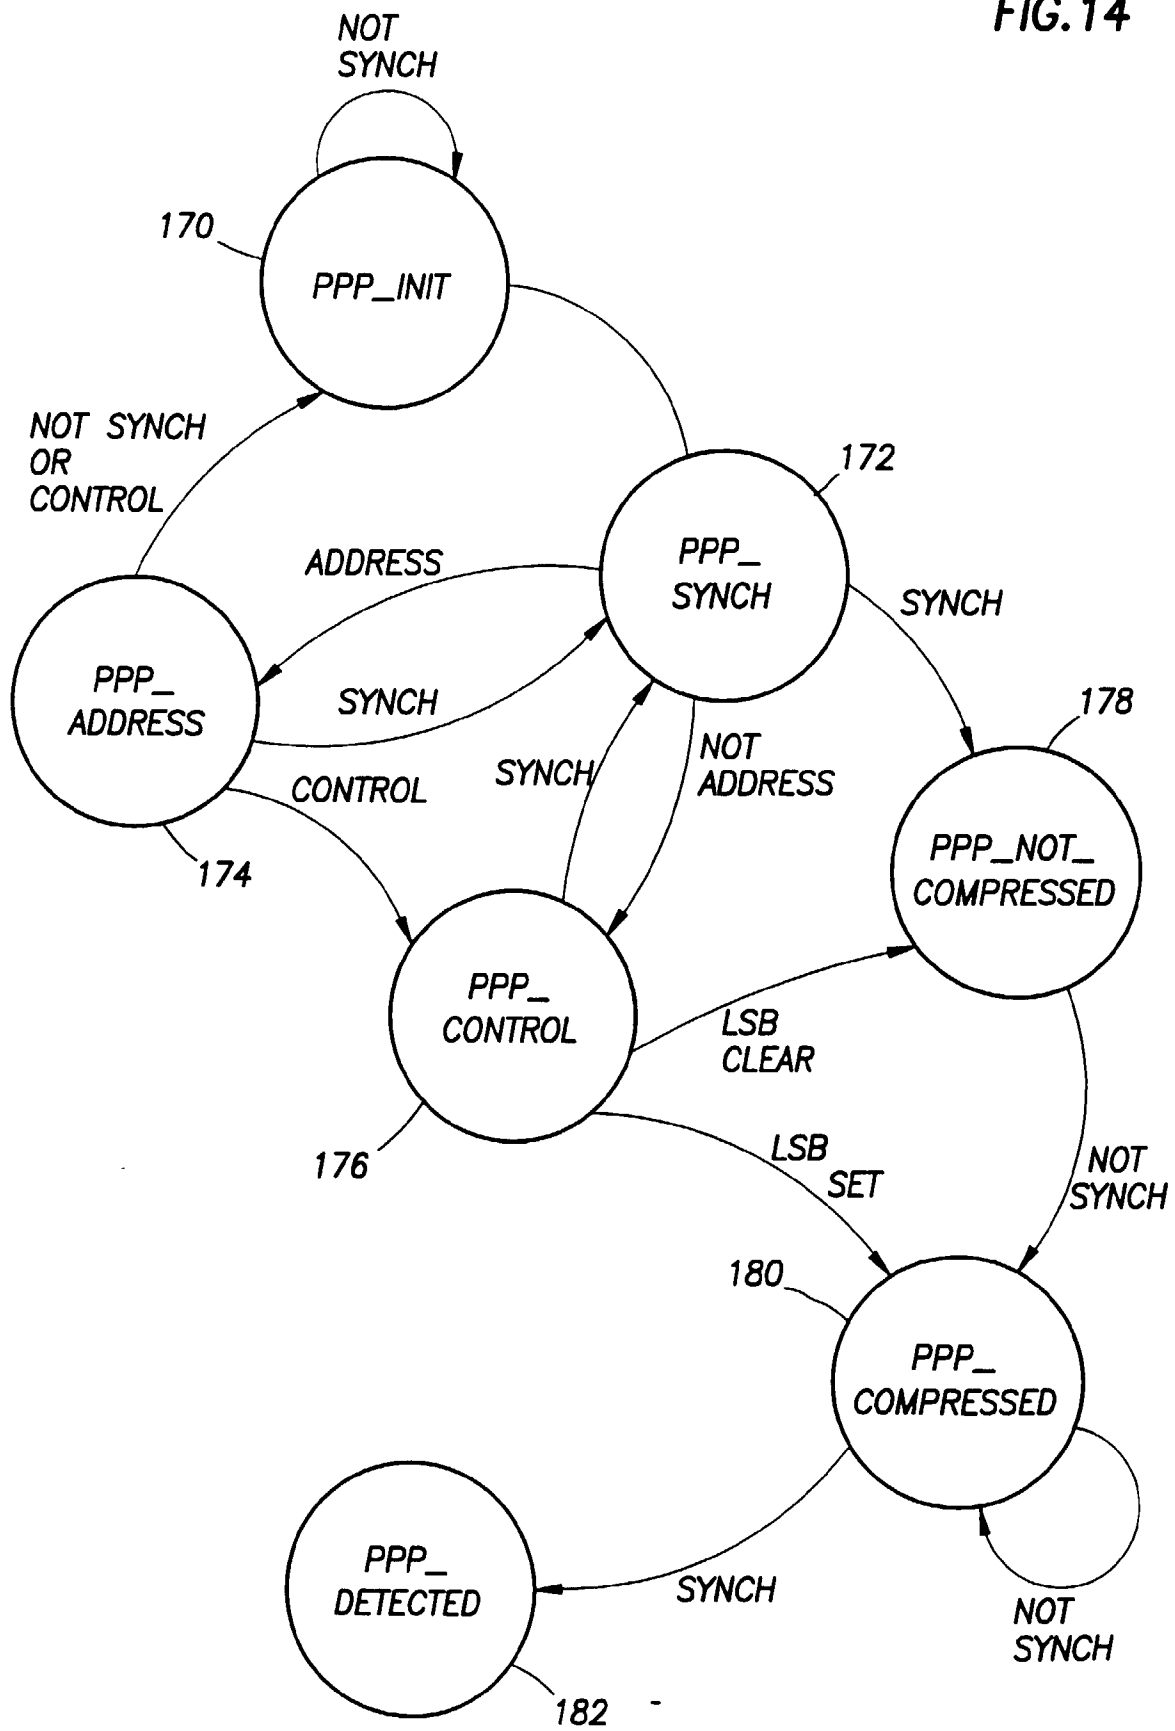 FIG. 14
NOT
SYNCH
170
PPP_INIT
NOT SYNCH
OR
CONTROL
172
ADDRESS
PPP_
SYNCH
SYNCH
PPP_
ADDRESS
SYNCH
178
SYNCH
NOT
ADDRESS
CONTROL
174
PPP_NOT_
COMPRESSED
PPP_
CONTROL
LSB
CLEAR
176
LSB
SET
NOT
SYNCH
180
PPP_
COMPRESSED
PPP_
DETECTED
SYNCH
NOT
SYNCH
182